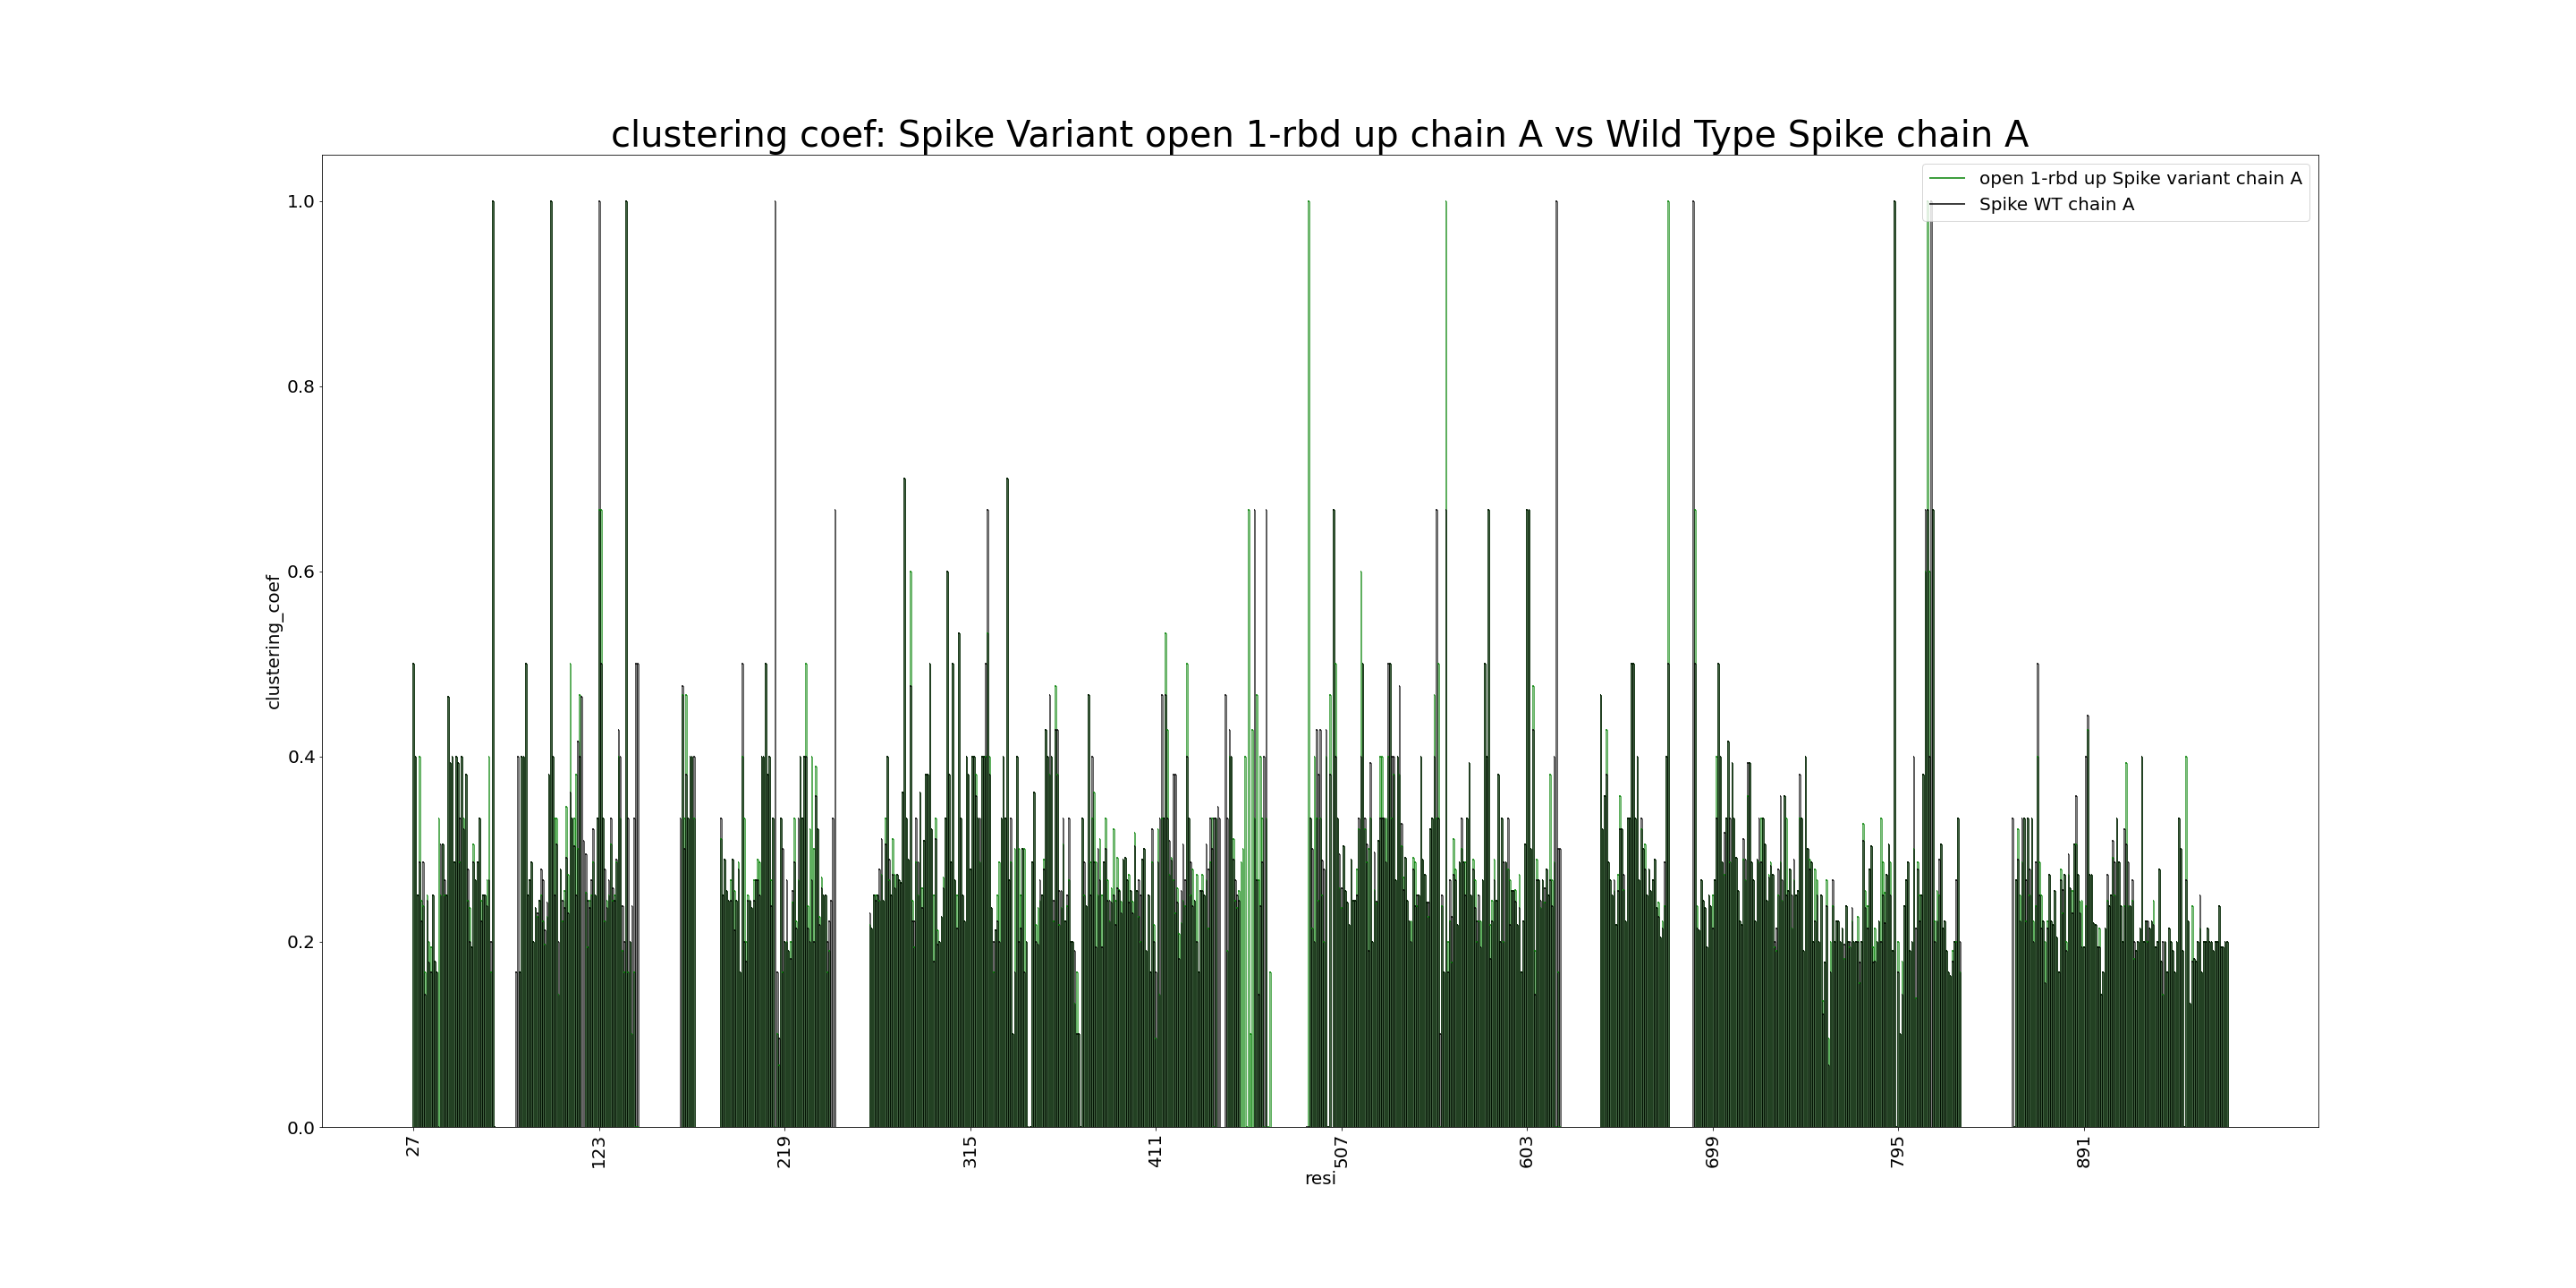 clustering coef: Spike Variant open 1-rbd up chain A vs Wild Type Spike chain A
open 1-rbd up Spike variant chain A
Spike WT chain A
1.0
0.8
0.6
0.4
0.2
0.0
clustering_coef
27 123 219 315 411 507 603 699 795 891
resi